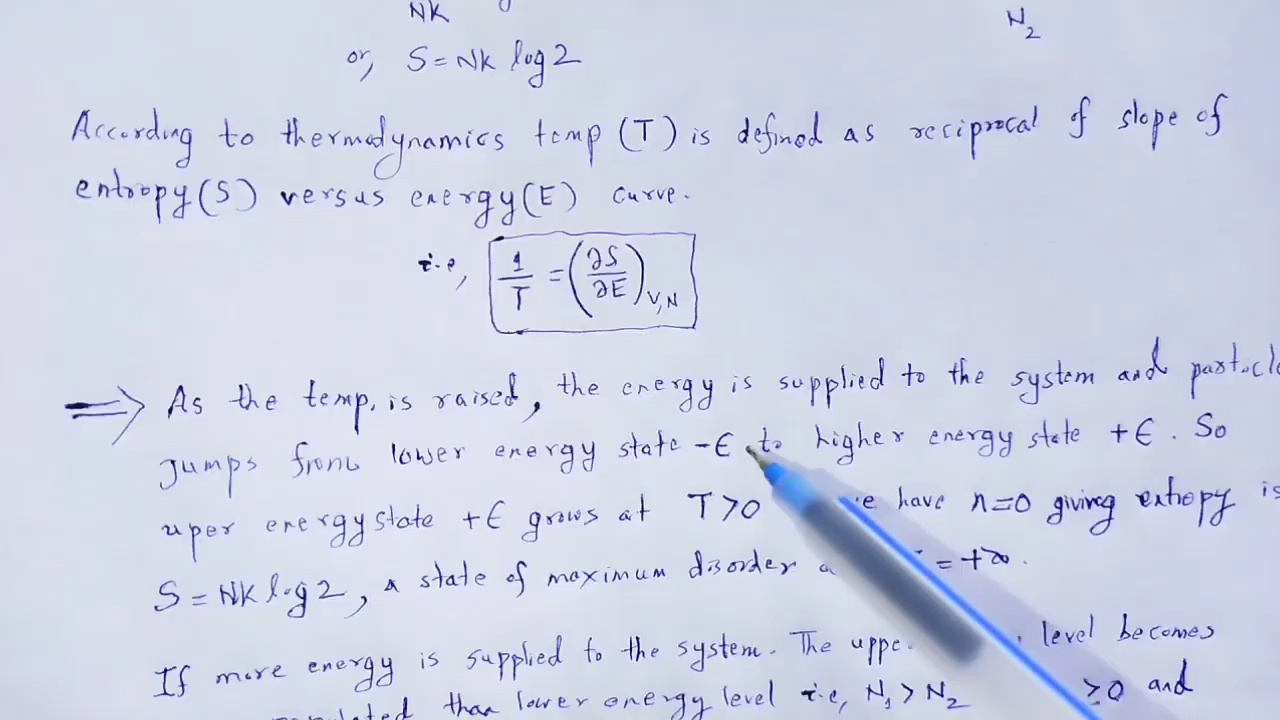 NK
N₂
or, S = NK log 2
According to thermodynamics temp (T) is defined as reciprocal of slope of
entropy(S) versus energy(E) curve.
i.e, 1/T = (∂S/∂E)V,N
⇒ As the temp. is raised, the energy is supplied to the system and particle
jumps from lower energy state -ϵ to higher energy state +ϵ. So
uper energy state +ϵ grows at T>0 have n=0 giving entropy is
S = NK log 2, a state of maximum disorder = +∞.
If more energy is supplied to the system. The level becomes
than lower energy level i.e, N₁ > N₂ ≥0 and